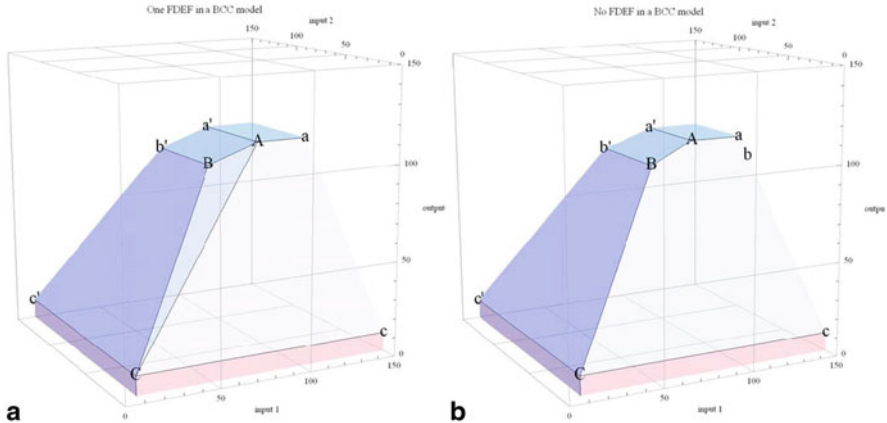 One FDEF in a BCC model
input 2
150
100
50
0
150
100
output
50
0
a'
A
a
b'
B
c'
C
c
0
50
100
150
input 1
a
No FDEF in a BCC model
input 2
150
100
50
0
150
100
output
50
0
a'
A
a
b'
B
b
c'
C
c
0
50
100
150
input 1
b